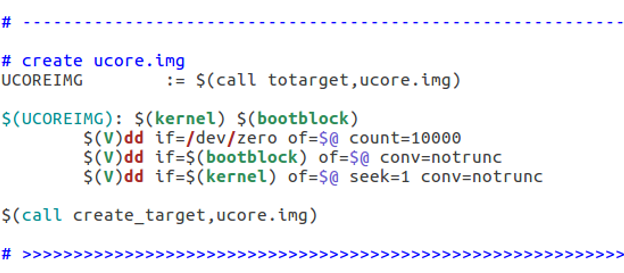 # -----------------------------------------------------------
# create ucore.img
UCOREIMG        := $(call totarget,ucore.img)
$(UCOREIMG): $(kernel) $(bootblock)
        $(V)dd if=/dev/zero of=$@ count=10000
        $(V)dd if=$(bootblock) of=$@ conv=notrunc
        $(V)dd if=$(kernel) of=$@ seek=1 conv=notrunc
$(call create_target,ucore.img)
# >>>>>>>>>>>>>>>>>>>>>>>>>>>>>>>>>>>>>>>>>>>>>>>>>>>>>>>>>>>